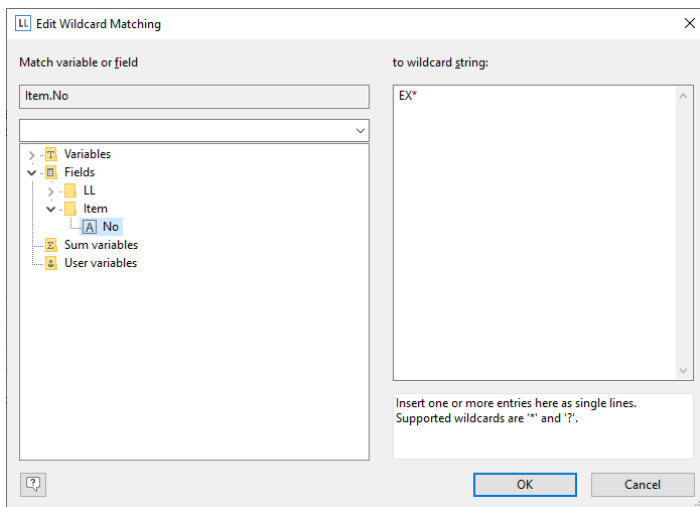 LL Edit Wildcard Matching
Match variable or field
Item.No
T Variables
Fields
LL
Item
A No
Σ Sum variables
User variables
to wildcard string:
EX*
Insert one or more entries here as single lines.
Supported wildcards are '*' and '?'.
?
OK
Cancel